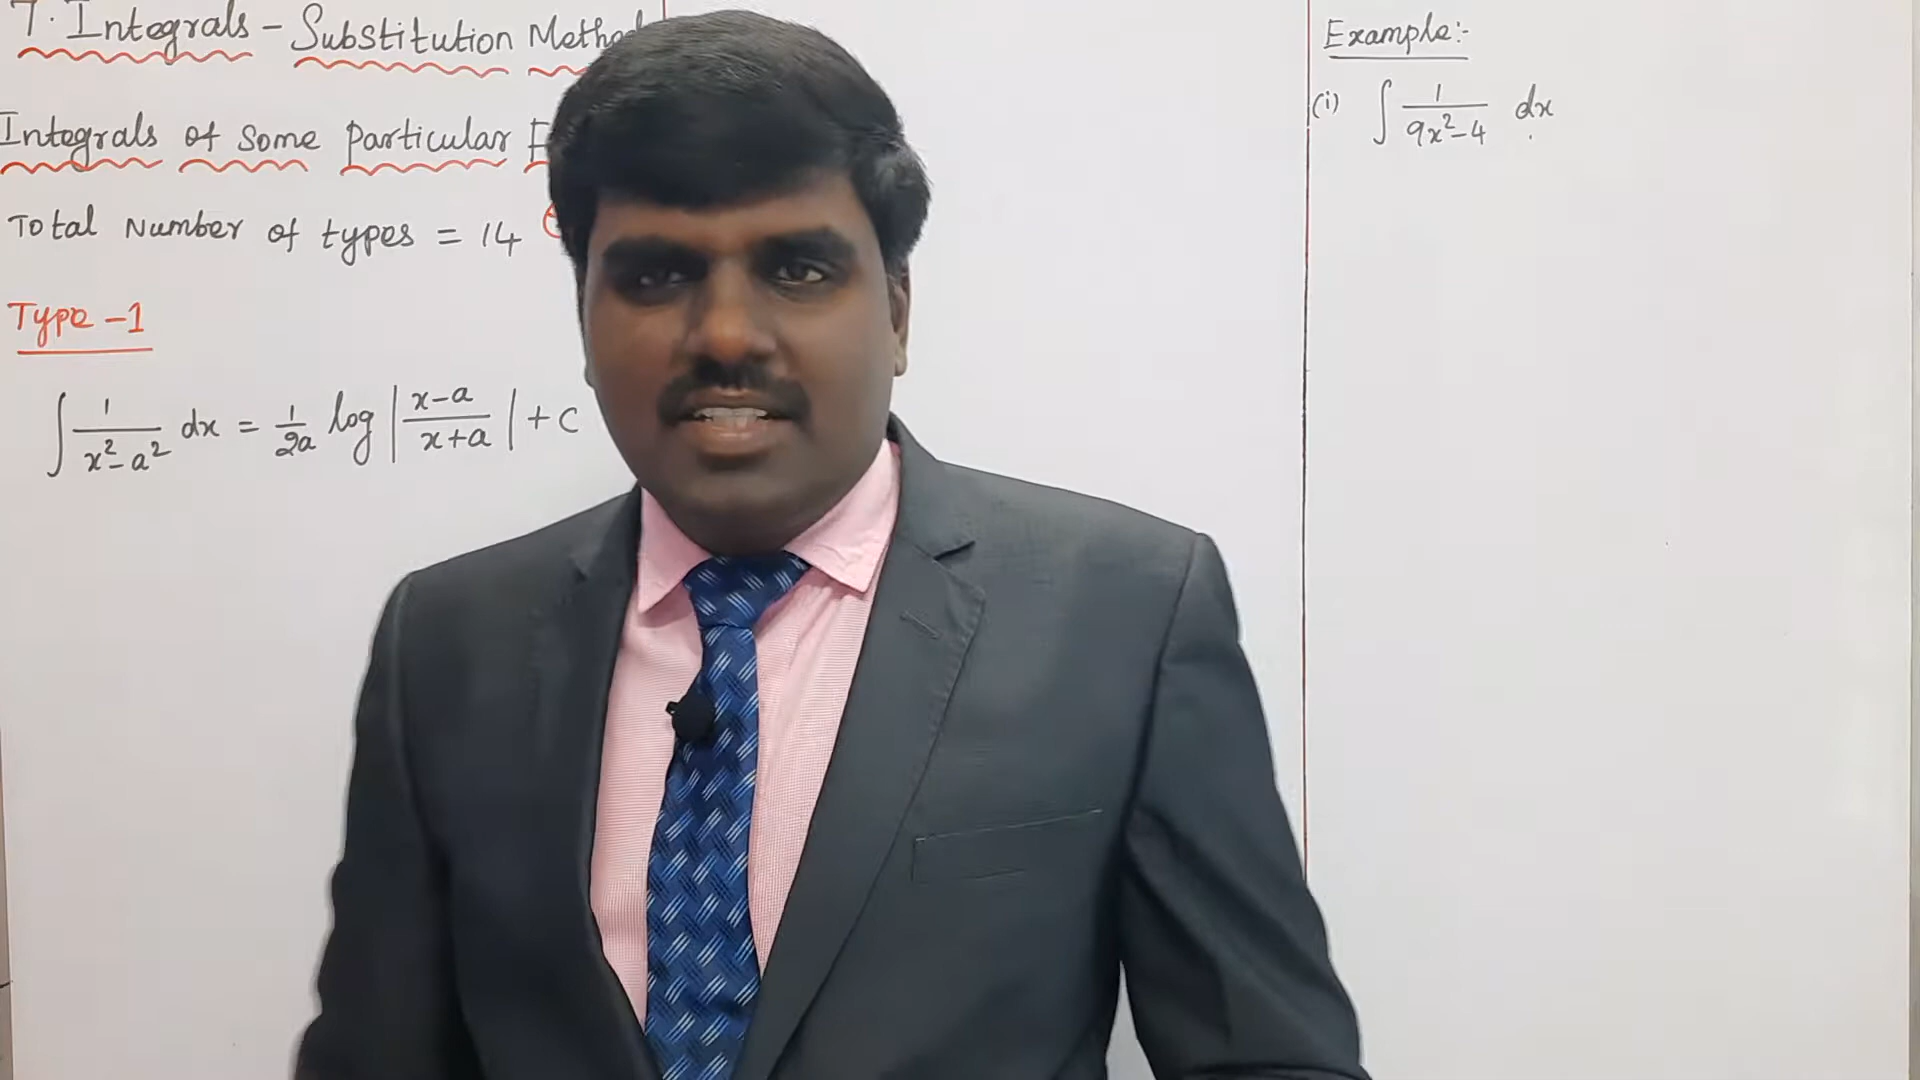 7. Integrals - Substitution
Integrals of Some Particular
Total Number of types = 14
Type -1
∫ 1/(x²-a²) dx = 1/2a log |(x-a)/(x+a)| + c
Example:-
(i) ∫ 1/(9x²-4) dx